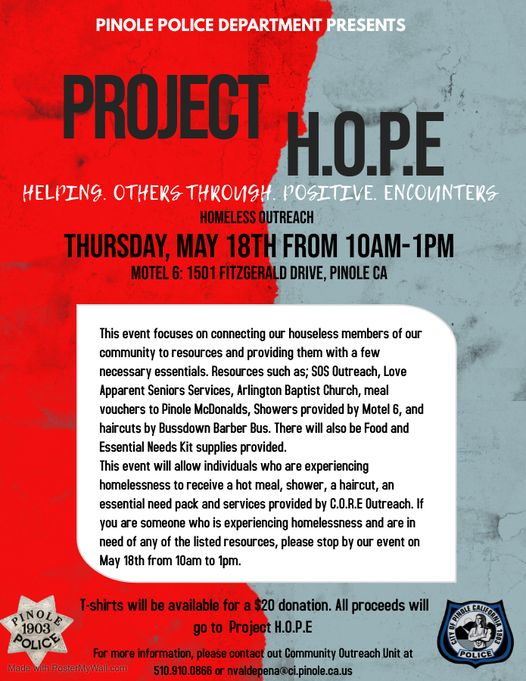 PINOLE POLICE DEPARTMENT PRESENTS
PROJECT
H.O.P.E
HELPING. OTHERS THROUGH. POSITIVE. ENCOUNTERS
HOMELESS OUTREACH
THURSDAY, MAY 18TH FROM 10AM-1PM
MOTEL 6: 1501 FITZGERALD DRIVE, PINOLE CA
This event focuses on connecting our houseless members of our
community to resources and providing them with a few
necessary essentials. Resources such as; SOS Outreach, Love
Apparent Seniors Services, Arlington Baptist Church, meal
vouchers to Pinole McDonalds, Showers provided by Motel 6, and
haircuts by Bussdown Barber Bus. There will also be Food and
Essential Needs Kit supplies provided.
This event will allow individuals who are experiencing
homelessness to receive a hot meal, shower, a haircut, an
essential need pack and services provided by C.O.R.E Outreach. If
you are someone who is experiencing homelessness and are in
need of any of the listed resources, please stop by our event on
May 18th from 10am to 1pm.
T-shirts will be available for a $20 donation. All proceeds will
go to Project H.O.P.E
For more information, please contact our Community Outreach Unit at
510.910.0866 or nvaldepena@ci.pinole.ca.us
PINOLE
1903
POLICE
Made with PosterMyWall.com
CITY OF PINOLE CALIFORNIA 1903
POLICE